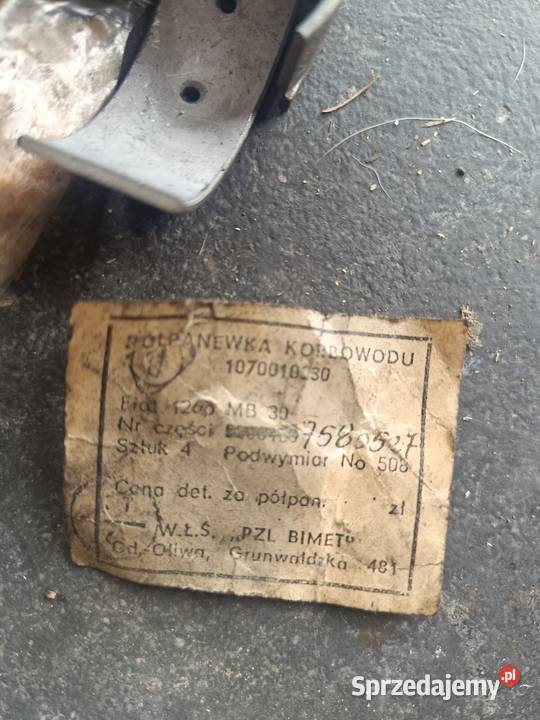 PÓŁPANEWKA KORBOWODU
1070010330
Fiat 126p MB 30
Nr części 7580527
Sztuk 4 Podwymiar No 508
Cena det. za półpan. zł
W.Ł.Ś. „PZL BIMET"
Gd.-Oliwa, Grunwaldzka 481
Sprzedajemy.pl